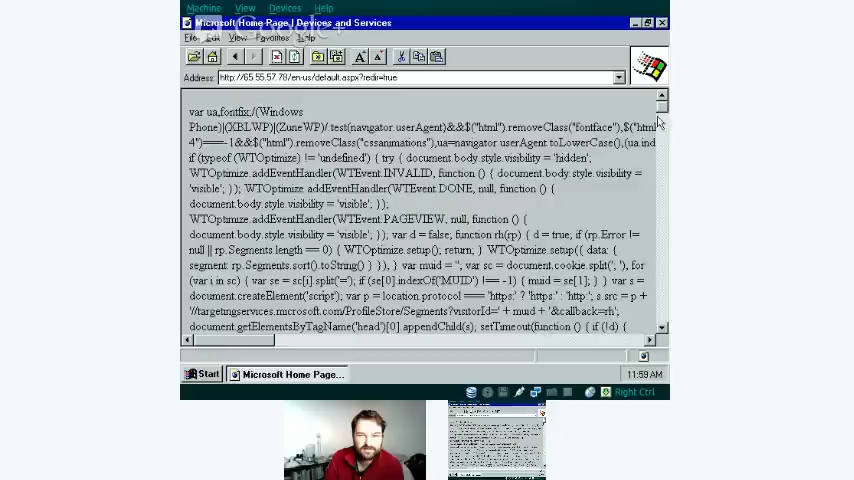 Machine View Devices Help
Microsoft Home Page | Devices and Services
Google+
File Edit View Favorites Help
Address: http://65.55.57.78/en-us/default.aspx?redir=true
var ua,fontfix;/(Windows
Phone)|(XBLWP)|(ZuneWP)/.test(navigator.userAgent)&&$("html").removeClass("fontface"),$("html
4")===-1&&$("html").removeClass("cssanimations"),ua=navigator.userAgent.toLowerCase(),(ua.ind
if (typeof (WTOptimize) != 'undefined') { try { document.body.style.visibility = 'hidden';
WTOptimize.addEventHandler(WTEvent.INVALID, function () { document.body.style.visibility =
'visible'; }); WTOptimize.addEventHandler(WTEvent.DONE, null, function () {
document.body.style.visibility = 'visible'; });
WTOptimize.addEventHandler(WTEvent.PAGEVIEW, null, function () {
document.body.style.visibility = 'visible'; }); var d = false; function rh(rp) { d = true; if (rp.Error !=
null || rp.Segments.length == 0) { WTOptimize.setup(); return; } WTOptimize.setup({ data: {
segment: rp.Segments.sort().toString() } }); } var muid = '', var sc = document.cookie.split('; '), for
(var i in sc) { var se = sc[i].split('='); if (se[0].indexOf('MUID') !== -1) { muid = se[1]; } } var s =
document.createElement('script'); var p = location.protocol === 'https:' ? 'https:' : 'http:'; s.src = p +
'//targetingservices.microsoft.com/ProfileStore/Segments?visitorId=' + muid + '&callback=rh';
document.getElementsByTagName('head')[0].appendChild(s); setTimeout(function () { if (!d) {
Start Microsoft Home Page... 11:59 AM
Right Ctrl